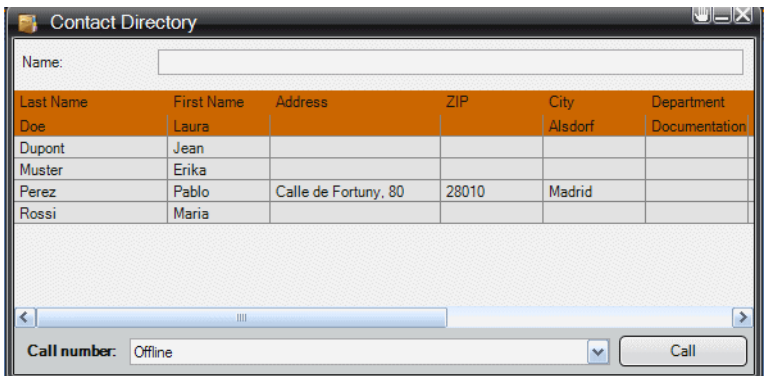 Contact Directory
Name:
Last Name First Name Address ZIP City Department
Doe Laura Alsdorf Documentation
Dupont Jean
Muster Erika
Perez Pablo Calle de Fortuny, 80 28010 Madrid
Rossi Maria
Call number: Offline Call